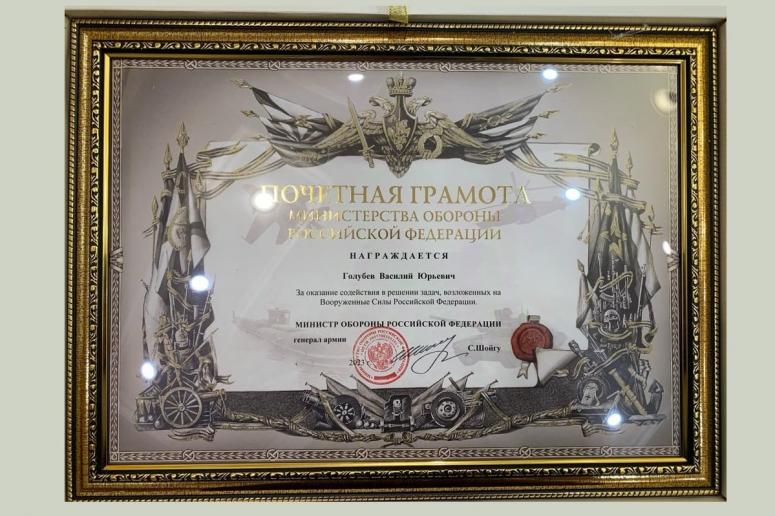 ПОЧЕТНАЯ ГРАМОТА
МИНИСТЕРСТВА ОБОРОНЫ
РОССИЙСКОЙ ФЕДЕРАЦИИ
НАГРАЖДАЕТСЯ
Голубев Василий Юрьевич
За оказание содействия в решении задач, возложенных на
Вооруженные Силы Российской Федерации.
МИНИСТР ОБОРОНЫ РОССИЙСКОЙ ФЕДЕРАЦИИ
генерал армии
С.Шойгу
2023 г.